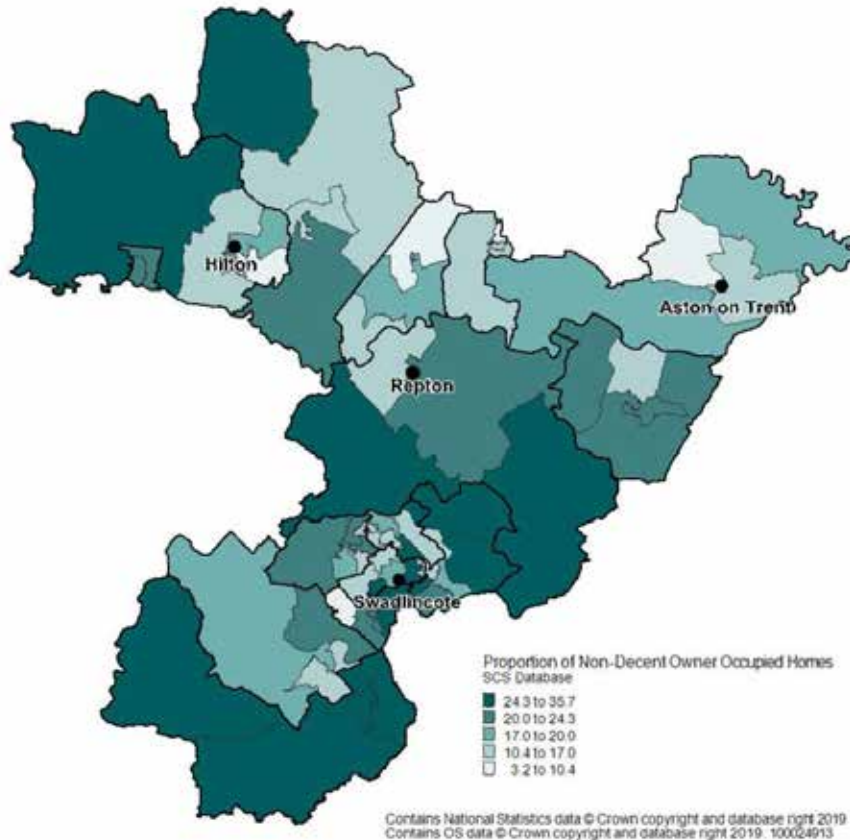 Hilton
Aston on Trend
Repton
Swadlincote
Proportion of Non-Decent Owner Occupied Homes
SCS Database
24.3 to 35.7
20.0 to 24.3
17.0 to 20.0
10.4 to 17.0
3.2 to 10.4
Contains National Statistics data © Crown copyright and database right 2019
Contains OS data © Crown copyright and database right 2019. 100024913